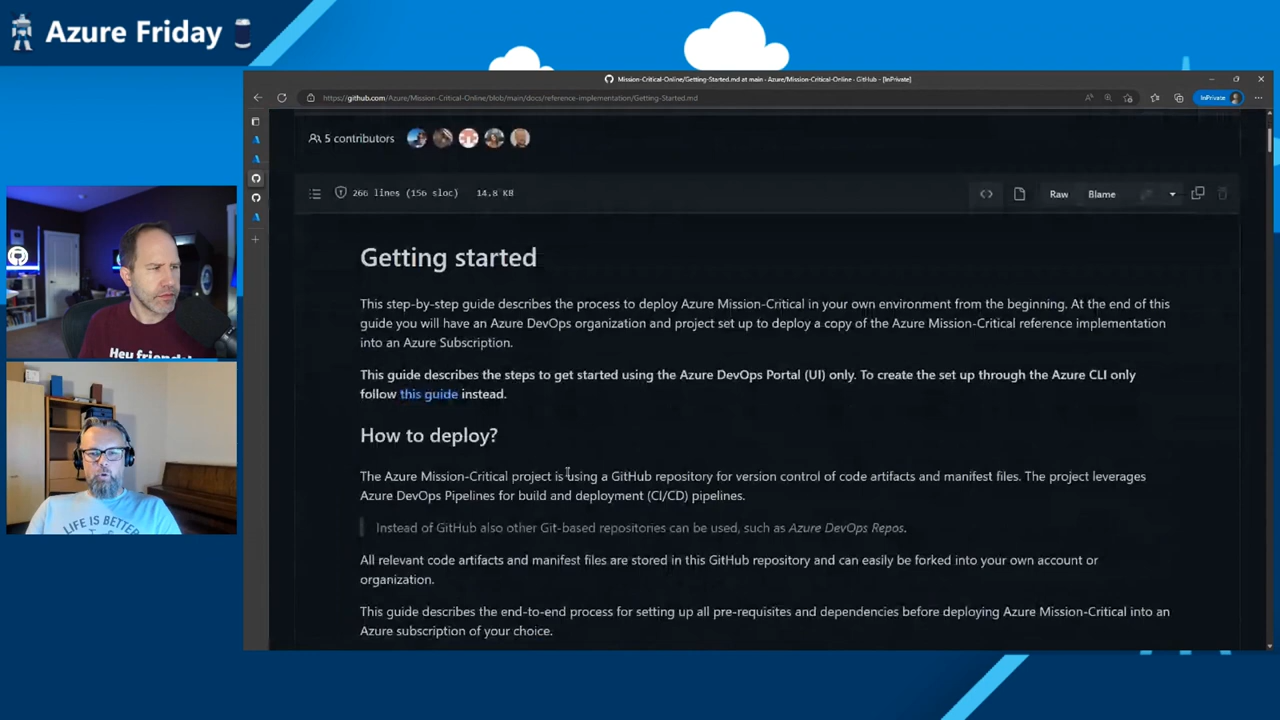 Azure Friday
Mission-Critical-Online/Getting-Started.md at main · Azure/Mission-Critical-Online · GitHub - [InPrivate]
https://github.com/Azure/Mission-Critical-Online/blob/main/docs/reference-implementation/Getting-Started.md
InPrivate
5 contributors
266 lines (156 sloc) 14.8 KB
Raw Blame
Getting started
This step-by-step guide describes the process to deploy Azure Mission-Critical in your own environment from the beginning. At the end of this
guide you will have an Azure DevOps organization and project set up to deploy a copy of the Azure Mission-Critical reference implementation
into an Azure Subscription.
This guide describes the steps to get started using the Azure DevOps Portal (UI) only. To create the set up through the Azure CLI only
follow this guide instead.
How to deploy?
The Azure Mission-Critical project is using a GitHub repository for version control of code artifacts and manifest files. The project leverages
Azure DevOps Pipelines for build and deployment (CI/CD) pipelines.
Instead of GitHub also other Git-based repositories can be used, such as Azure DevOps Repos.
All relevant code artifacts and manifest files are stored in this GitHub repository and can easily be forked into your own account or
organization.
This guide describes the end-to-end process for setting up all pre-requisites and dependencies before deploying Azure Mission-Critical into an
Azure subscription of your choice.
Hey friends
LIFE IS BETTER